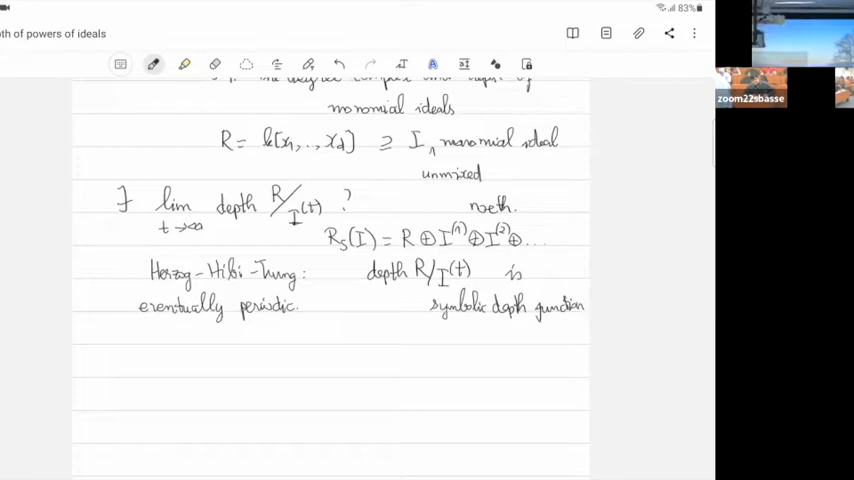 83%
pth of powers of ideals
zoom22sbasse
monomial ideals
R = k[x1,..,xd] ⊇ I monomial ideal
unmixed
∃ lim depth R/I(t) ?
t→∞
noeth.
Rs(I) = R ⊕ I(1) ⊕ I(2) ⊕ ...
Herzog-Hibi-Trung: depth R/I(t) is
eventually periodic. symbolic depth function